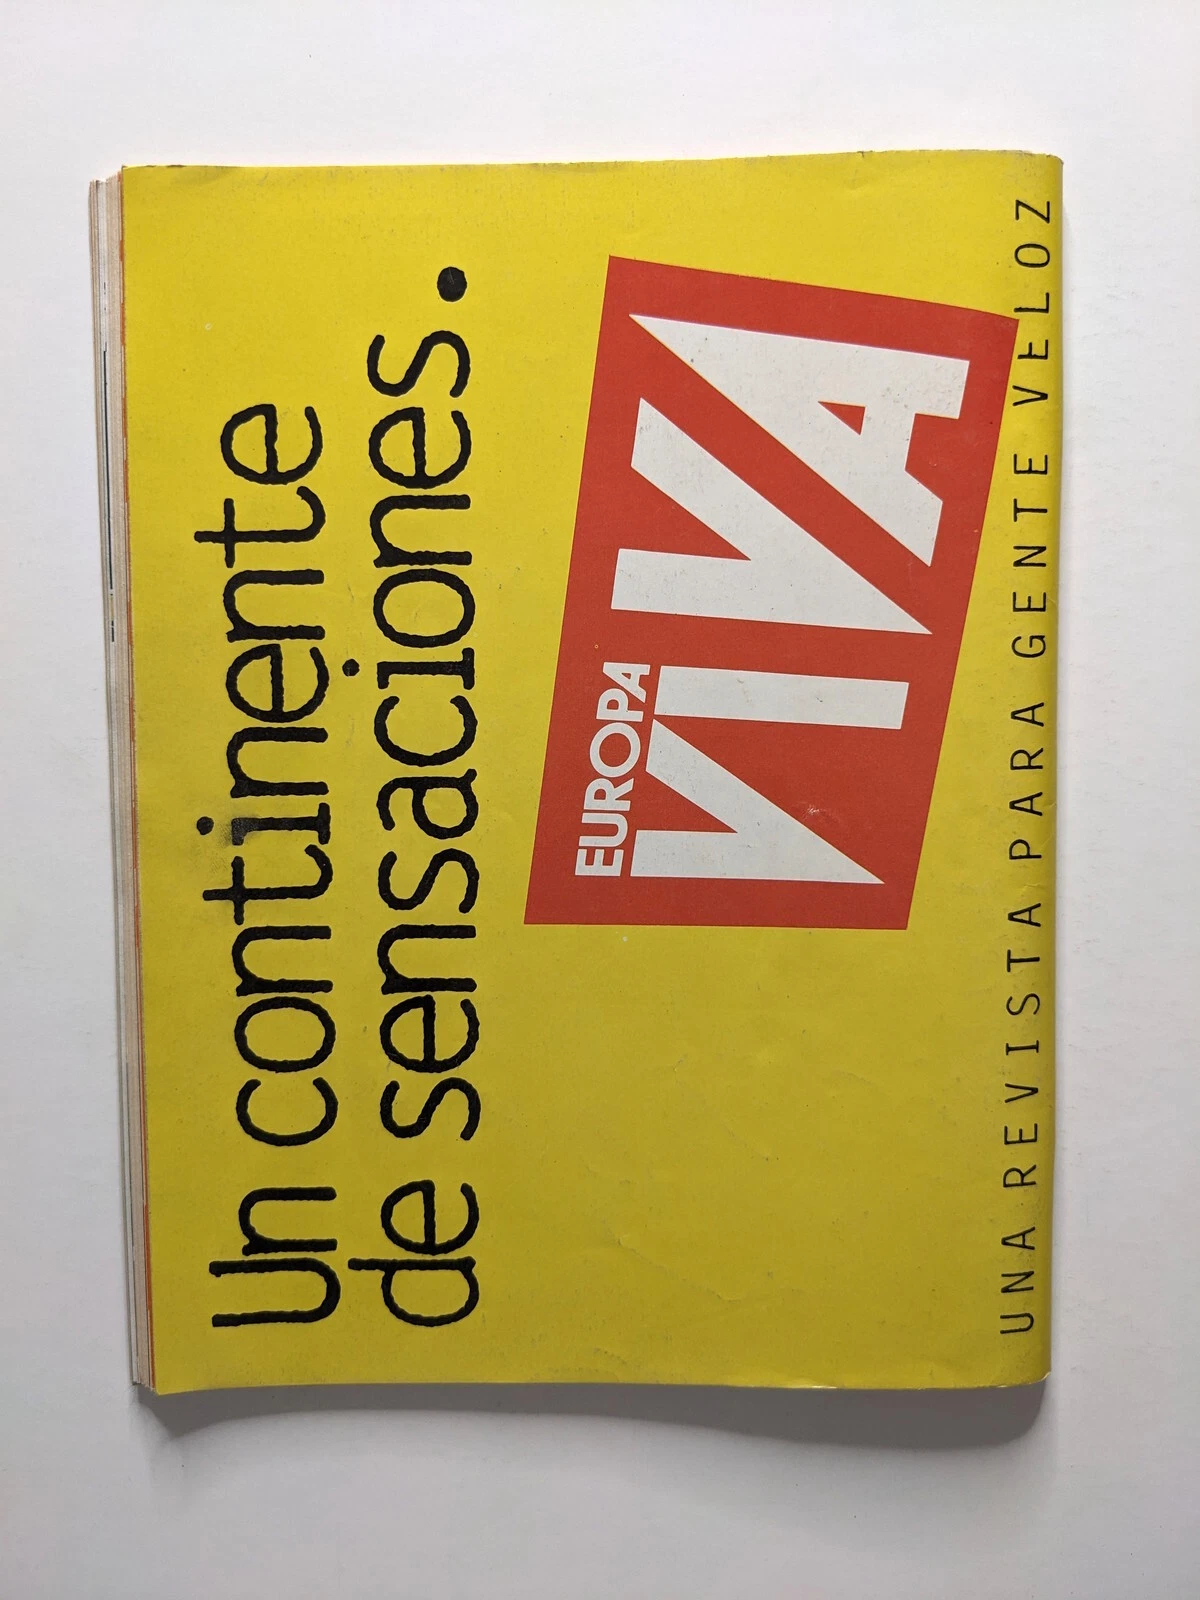 Un continente
de sensaciones.
EUROPA
VIVA
UNA REVISTA PARA GENTE VELOZ